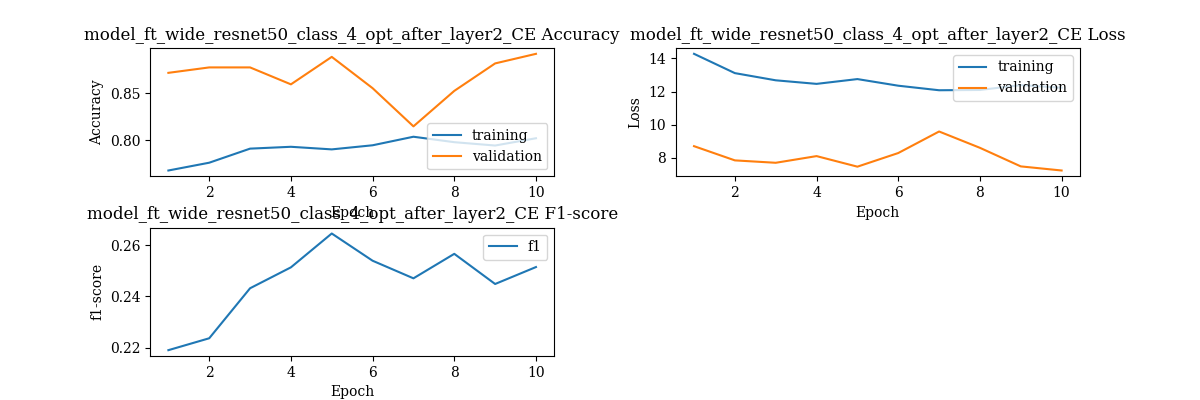 model_ft_wide_resnet50_class_4_opt_after_layer2_CE Accuracy
0.85
0.80
Accuracy
training
validation
2 4 6 8 10
Epoch
model_ft_wide_resnet50_class_4_opt_after_layer2_CE Loss
14
12
10
8
Loss
training
validation
2 4 6 8 10
Epoch
model_ft_wide_resnet50_class_4_opt_after_layer2_CE F1-score
0.26
0.24
0.22
f1-score
f1
2 4 6 8 10
Epoch